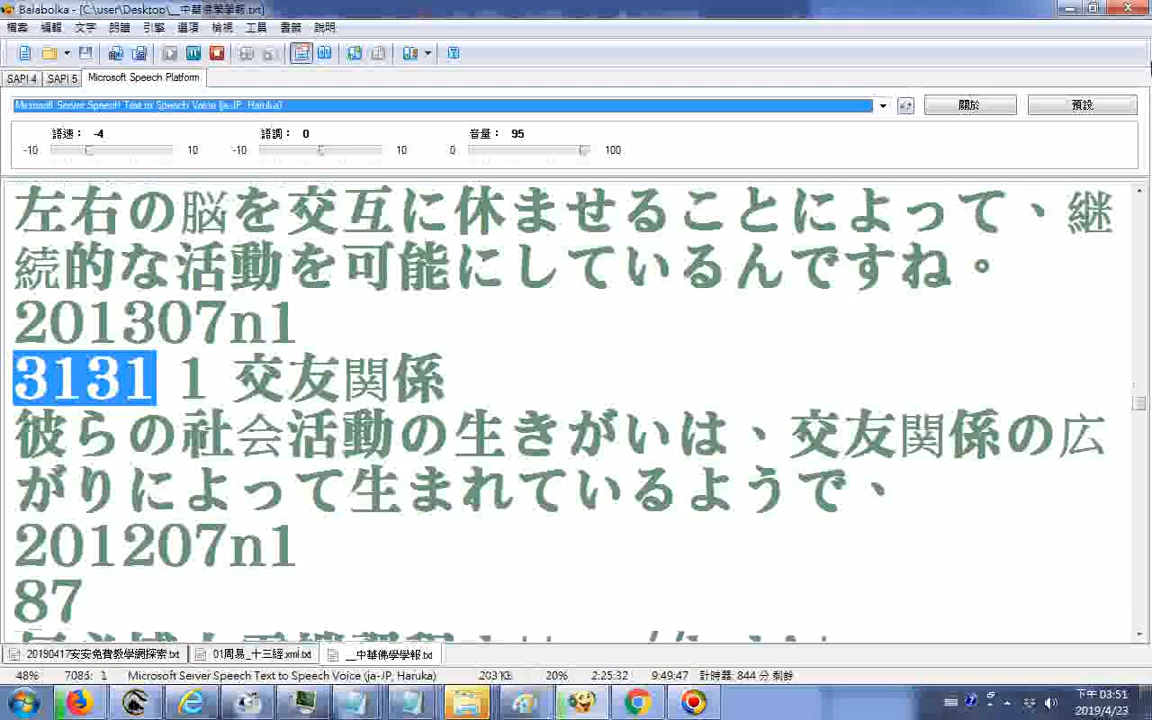 Balabolka - [C:\user\Desktop\__中華佛學學報.txt]
檔案 編輯 文字 朗讀 引擎 選項 檢視 工具 書籤 說明
SAPI 4 SAPI 5 Microsoft Speech Platform
Microsoft Server Speech Text to Speech Voice (ja-JP, Haruka)
關於 預設
語速： -4 語調： 0 音量： 95
-10 10 -10 10 0 100
左右の脳を交互に休ませることによって、継
続的な活動を可能にしているんですね。
201307n1
3131 1 交友関係
彼らの社会活動の生きがいは、交友関係の広
がりによって生まれているようで、
201207n1
87
20190417安安免費教學網探索.txt 01周易_十三經.xml.txt __中華佛學學報.txt
48% 7085: 1 Microsoft Server Speech Text to Speech Voice (ja-JP, Haruka) 203 KB 20% 2:25:32 9:49:47 計時器: 844 分 剩餘
下午 03:51
2019/4/23